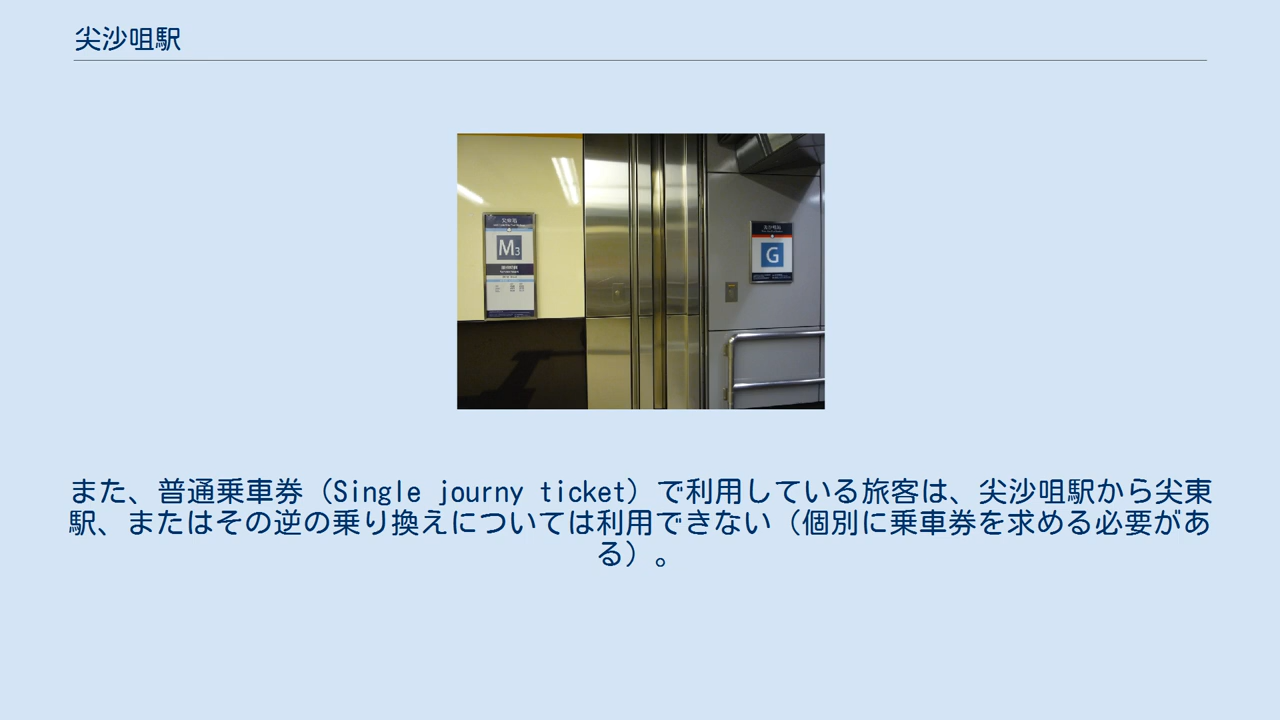 尖沙咀駅
M3
G
また、普通乗車券（Single journy ticket）で利用している旅客は、尖沙咀駅から尖東
駅、またはその逆の乗り換えについては利用できない（個別に乗車券を求める必要があ
る）。